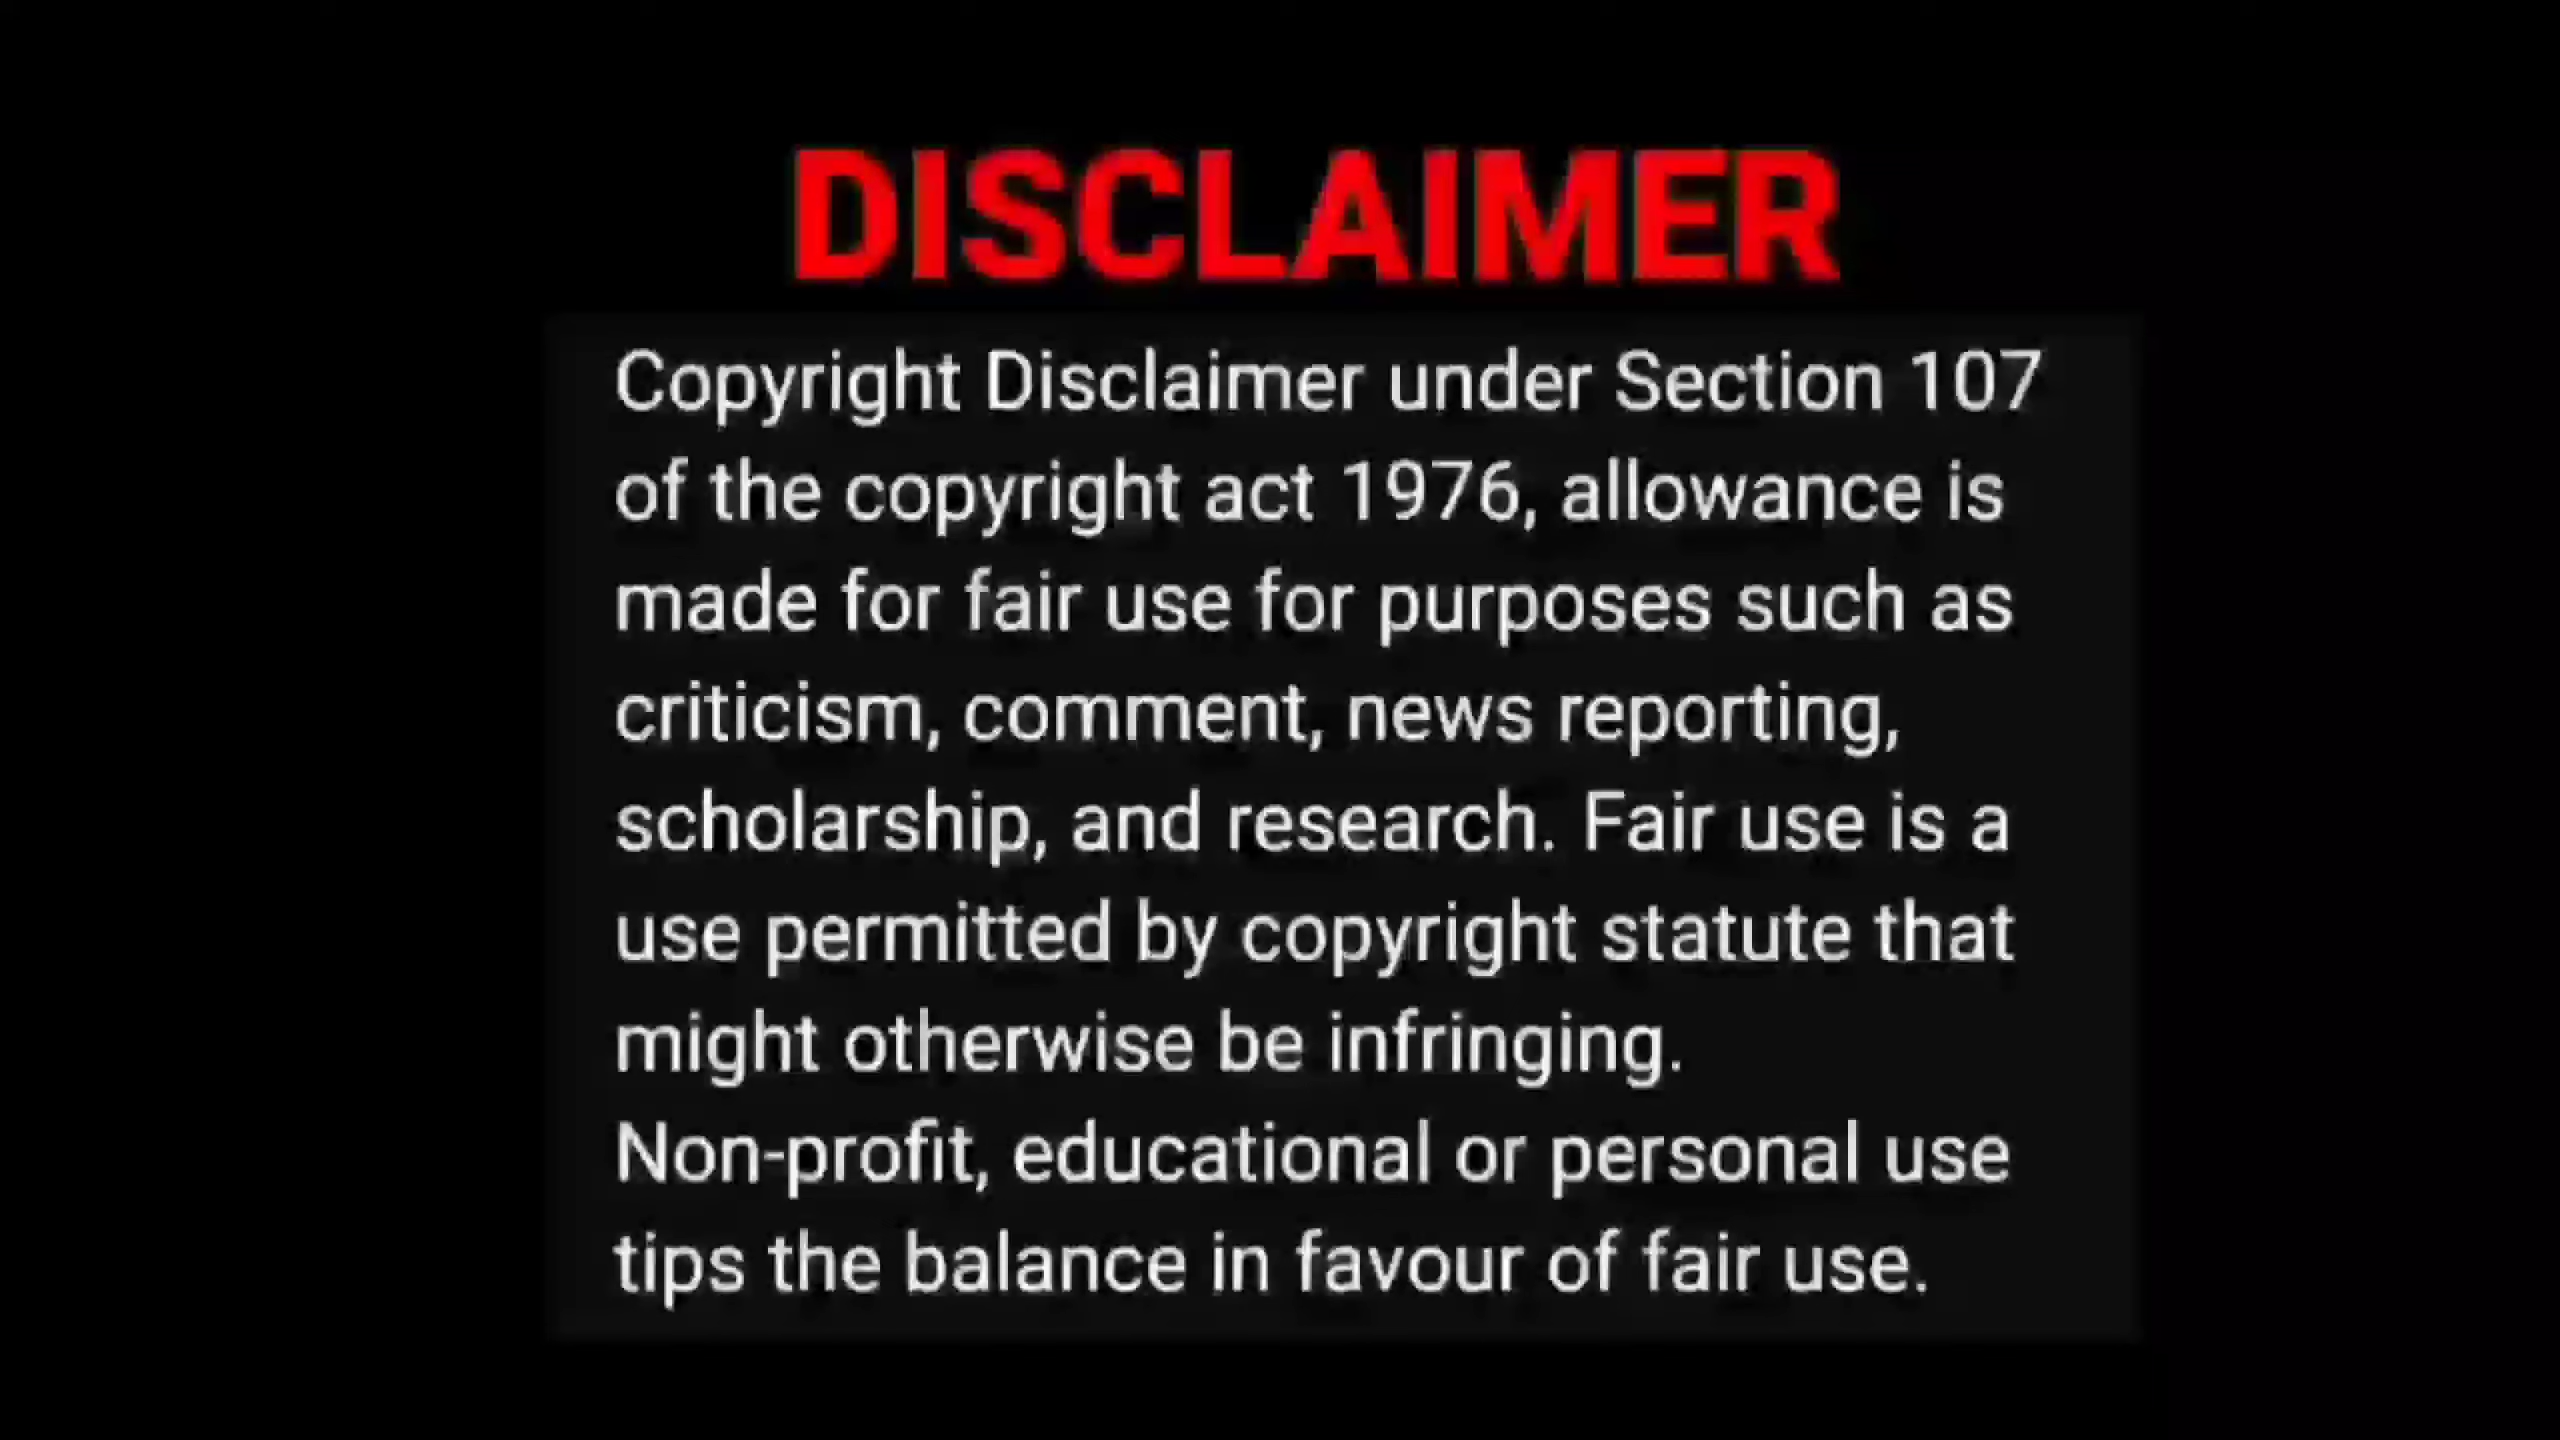 DISCLAIMER
Copyright Disclaimer under Section 107
of the copyright act 1976, allowance is
made for fair use for purposes such as
criticism, comment, news reporting,
scholarship, and research. Fair use is a
use permitted by copyright statute that
might otherwise be infringing.
Non-profit, educational or personal use
tips the balance in favour of fair use.